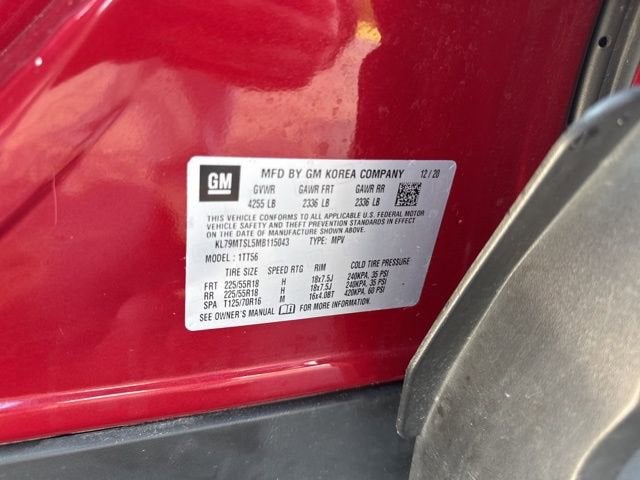 GM MFD BY GM KOREA COMPANY 12/20
GVWR GAWR FRT GAWR RR
4255 LB 2336 LB 2336 LB
THIS VEHICLE CONFORMS TO ALL APPLICABLE U.S. FEDERAL MOTOR
VEHICLE SAFETY AND THEFT PREVENTION STANDARDS IN EFFECT
ON THE DATE OF MANUFACTURE SHOWN ABOVE.
KL79MTSL5MB115043 TYPE: MPV
MODEL : 1TT56
TIRE SIZE SPEED RTG RIM COLD TIRE PRESSURE
FRT 225/55R18 H 18x7.5J 240KPA, 35 PSI
RR 225/55R18 H 18x7.5J 240KPA, 35 PSI
SPA T125/70R16 M 16x4.0BT 420KPA, 60 PSI
SEE OWNER'S MANUAL FOR MORE INFORMATION.